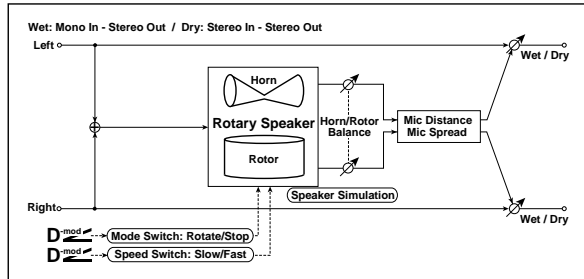 Wet: Mono In - Stereo Out / Dry: Stereo In - Stereo Out
Left
Wet / Dry
Horn
Rotary Speaker
Rotor
Horn/Rotor
Balance
Mic Distance
Mic Spread
Speaker Simulation
Right
Wet / Dry
D-mod
Mode Switch: Rotate/Stop
D-mod
Speed Switch: Slow/Fast